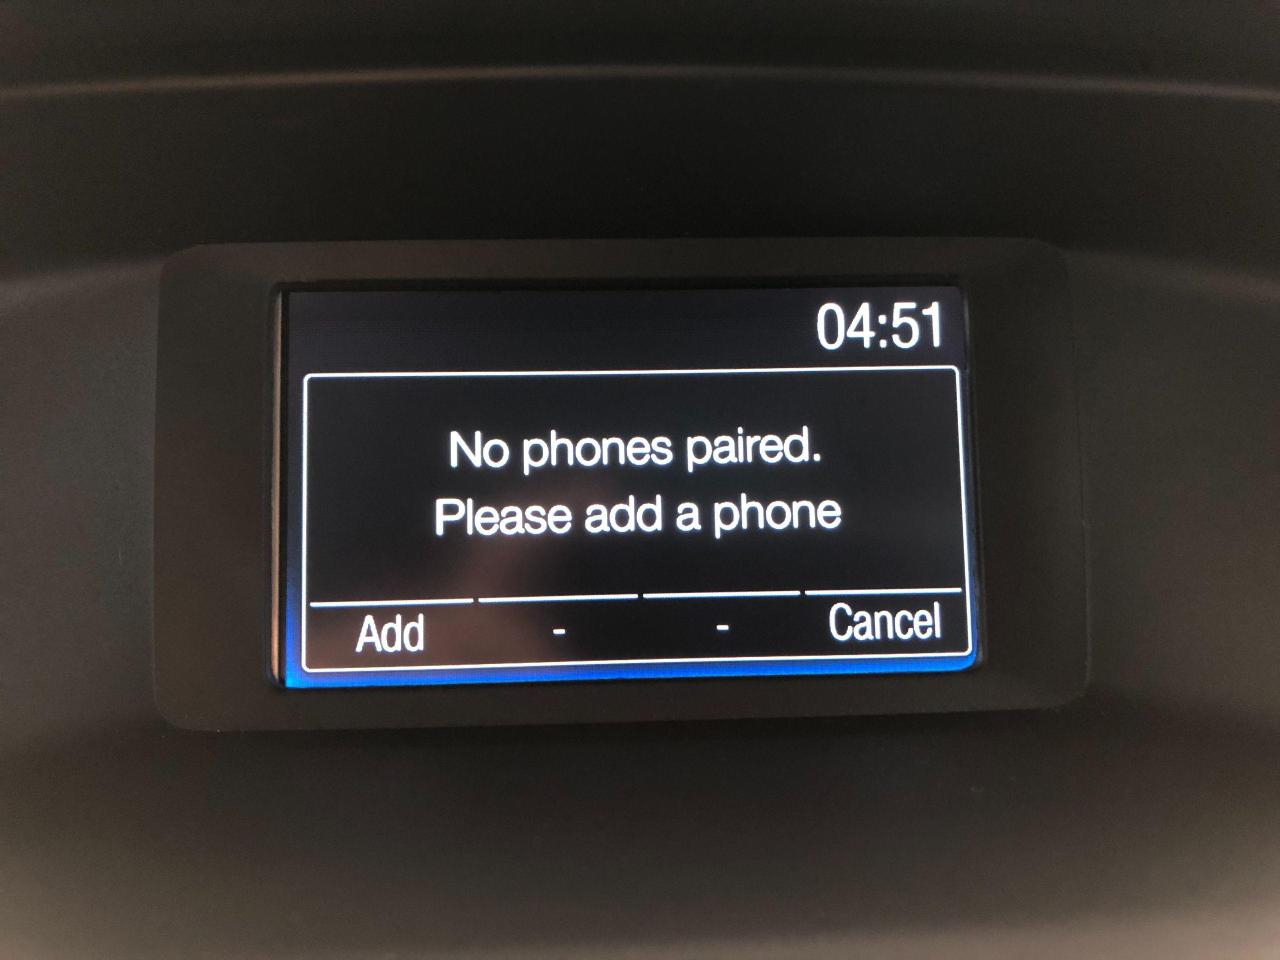 04:51
No phones paired.
Please add a phone
Add - - Cancel